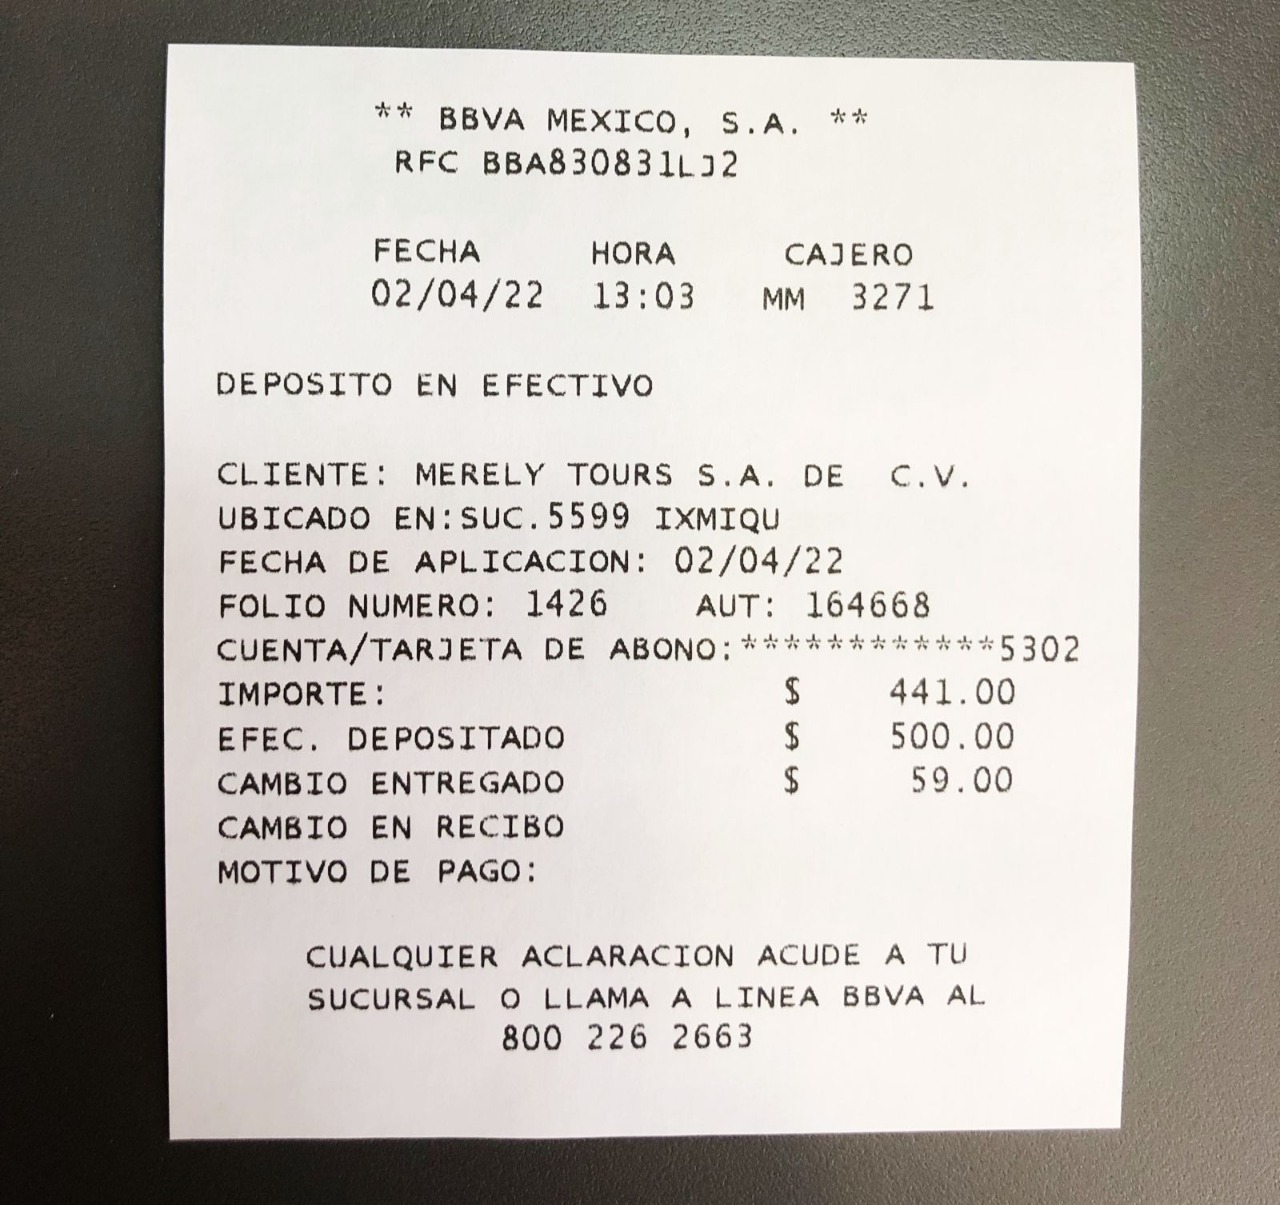 ** BBVA MEXICO, S.A. **
RFC BBA830831LJ2
FECHA HORA CAJERO
02/04/22 13:03 MM 3271
DEPOSITO EN EFECTIVO
CLIENTE: MERELY TOURS S.A. DE C.V.
UBICADO EN:SUC.5599 IXMIQU
FECHA DE APLICACION: 02/04/22
FOLIO NUMERO: 1426 AUT: 164668
CUENTA/TARJETA DE ABONO:************5302
IMPORTE: $ 441.00
EFEC. DEPOSITADO $ 500.00
CAMBIO ENTREGADO $ 59.00
CAMBIO EN RECIBO
MOTIVO DE PAGO:
CUALQUIER ACLARACION ACUDE A TU
SUCURSAL O LLAMA A LINEA BBVA AL
800 226 2663